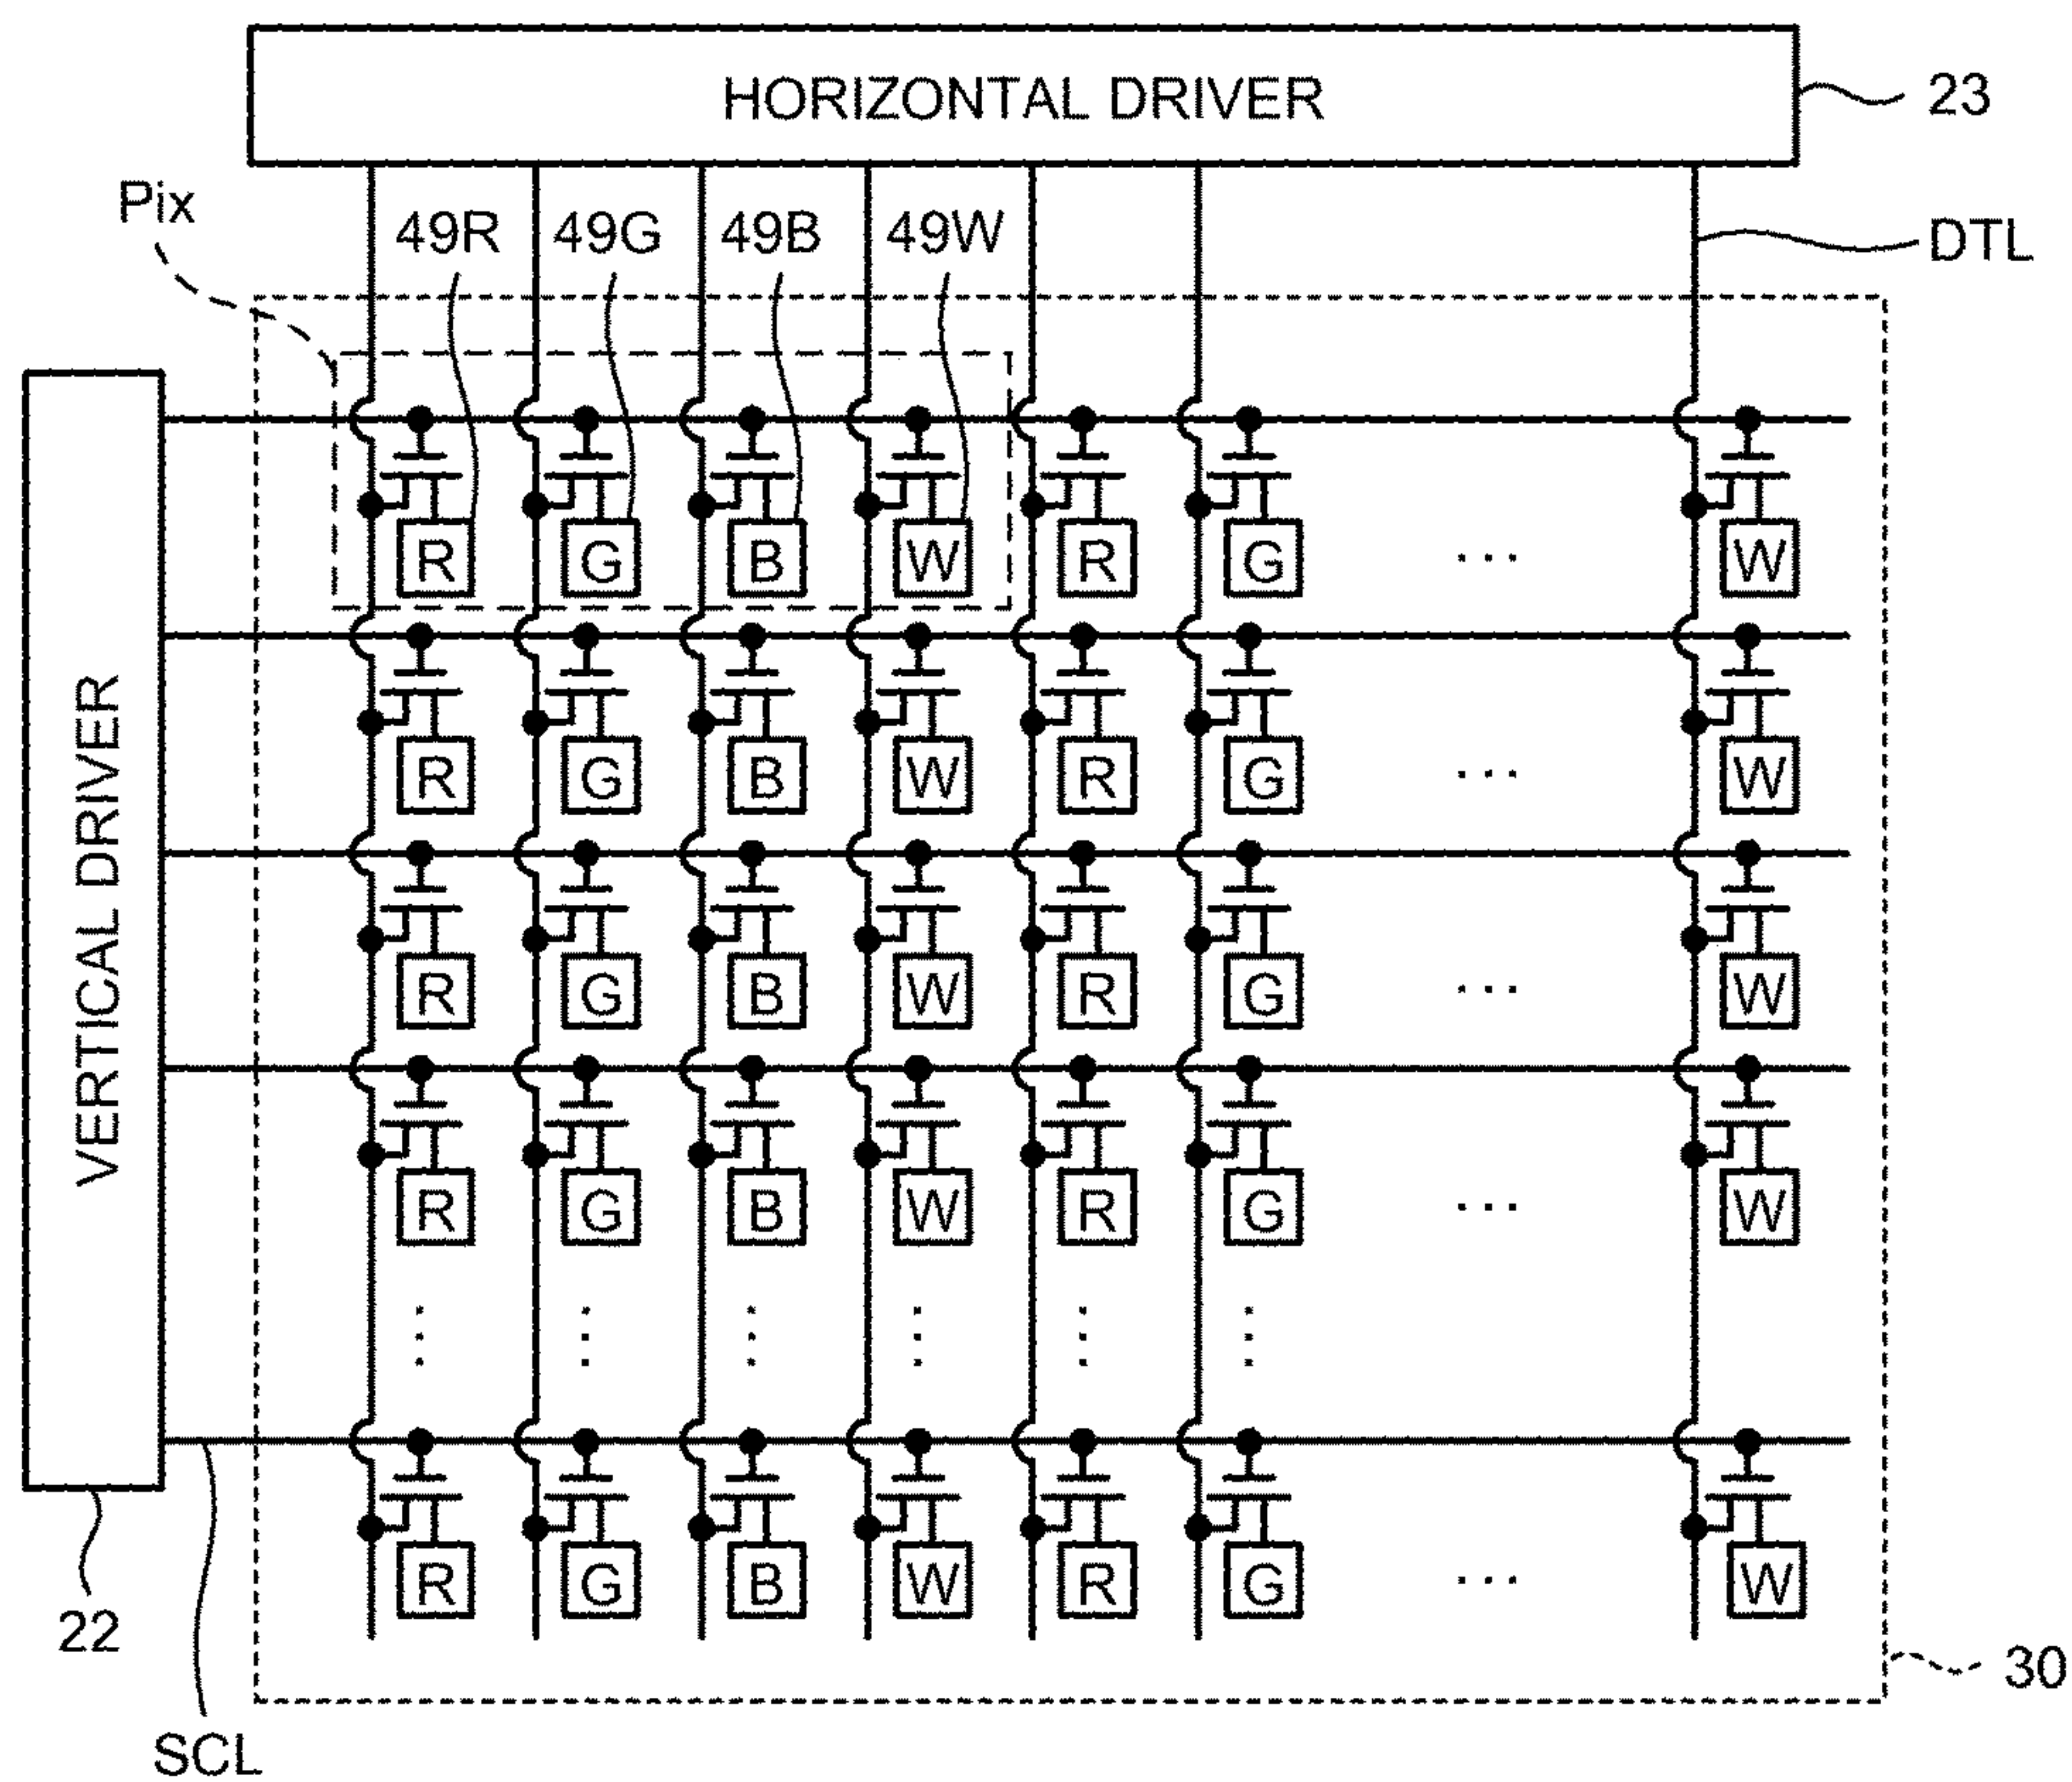 HORIZONTAL DRIVER
23
Pix
49R 49G 49B 49W
DTL
VERTICAL DRIVER
R G B W R G ... W
R G B W R G ... W
R G B W R G ... W
R G B W R G ... W
R G B W R G ... W
22
30
SCL